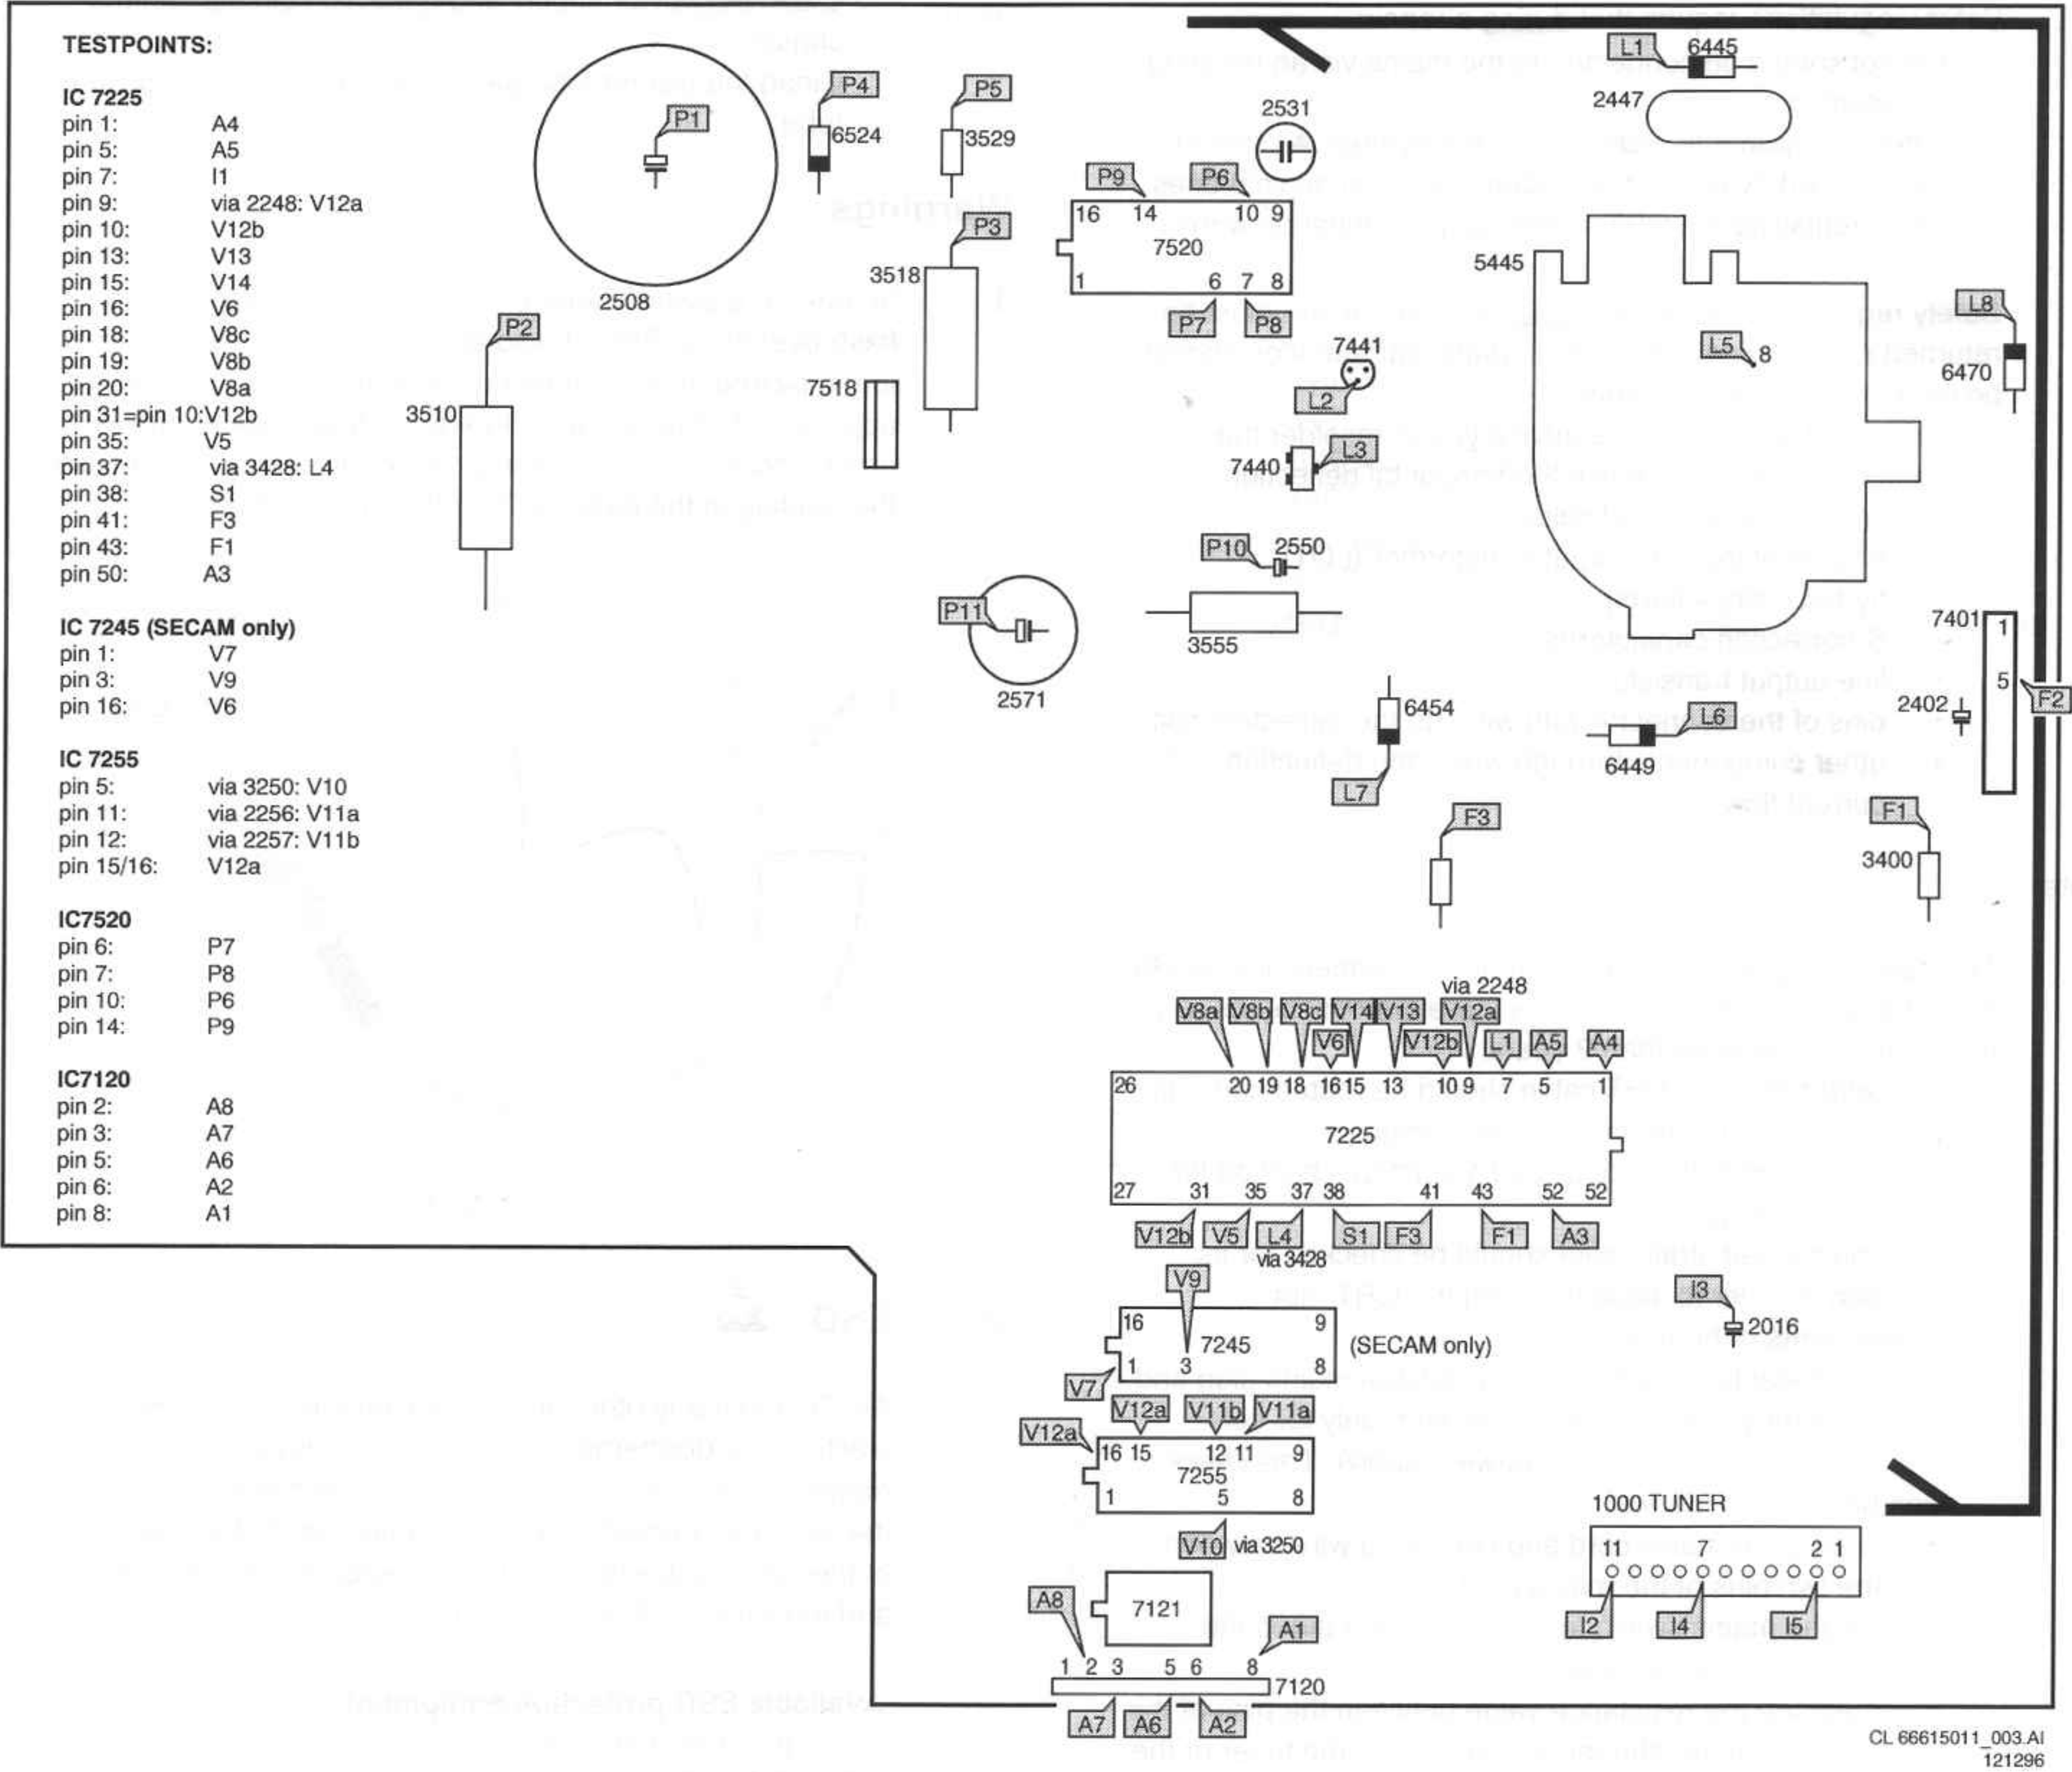 TESTPOINTS:
IC 7225
pin 1: A4
pin 5: A5
pin 7: I1
pin 9: via 2248: V12a
pin 10: V12b
pin 13: V13
pin 15: V14
pin 16: V6
pin 18: V8c
pin 19: V8b
pin 20: V8a
pin 31=pin 10:V12b
pin 35: V5
pin 37: via 3428: L4
pin 38: S1
pin 41: F3
pin 43: F1
pin 50: A3
IC 7245 (SECAM only)
pin 1: V7
pin 3: V9
pin 16: V6
IC 7255
pin 5: via 3250: V10
pin 11: via 2256: V11a
pin 12: via 2257: V11b
pin 15/16: V12a
IC7520
pin 6: P7
pin 7: P8
pin 10: P6
pin 14: P9
IC7120
pin 2: A8
pin 3: A7
pin 5: A6
pin 6: A2
pin 8: A1
P1
2508
P4
6524
P5
3529
P3
3518
P2
3510
7518
2531
P9 P6
16 14 10 9
7520
1 6 7 8
P7 P8
7441
L2
L3
7440
P10 2550
3555
P11
2571
L1 6445
2447
5445
L5 8
L8
6470
7401 1
5
F2
2402
6454
L7
L6
6449
F3
F1
3400
via 2248
V8a V8b V8c V14 V13 V12a
V6 V12b L1 A5 A4
26 20 19 18 16 15 13 10 9 7 5 1
7225
27 31 35 37 38 41 43 52 52
V12b V5 L4 S1 F3 F1 A3
via 3428
V9
16 9
7245 (SECAM only)
1 3 8
V7
I3
2016
V12a V11b V11a
V12a
16 15 12 11 9
7255
1 5 8
V10 via 3250
1000 TUNER
11 7 2 1
I2 I4 I5
A8
7121
A1
1 2 3 5 6 8
7120
A7 A6 A2
CL 66615011_003.AI
121296